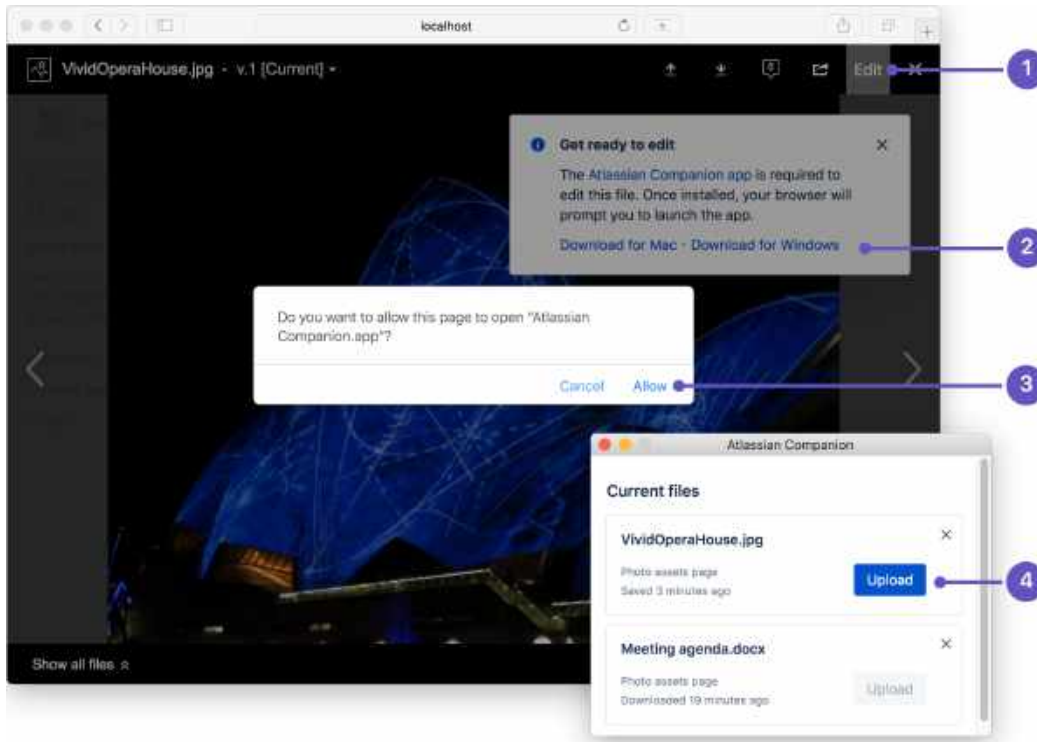 localhost
VividOperaHouse.jpg - v.1 [Current]
Edit
1
Get ready to edit
The Atlassian Companion app is required to
edit this file. Once installed, your browser will
prompt you to launch the app.
Download for Mac - Download for Windows
2
Do you want to allow this page to open "Atlassian
Companion.app"?
Cancel Allow
3
Atlassian Companion
Current files
VividOperaHouse.jpg
Photo assets page
Saved 3 minutes ago
Upload
4
Meeting agenda.docx
Photo assets page
Downloaded 19 minutes ago
Upload
Show all files